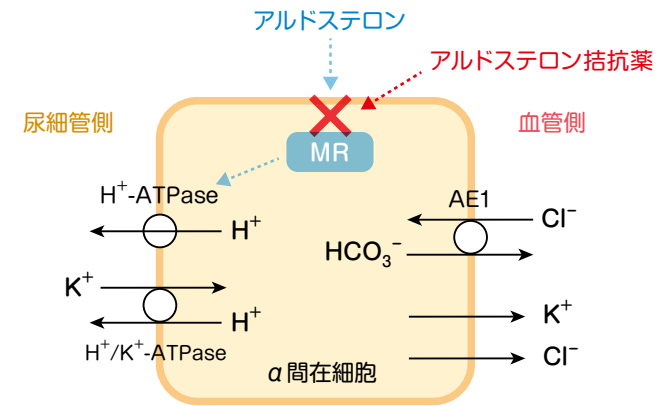 アルドステロン
アルドステロン拮抗薬
尿細管側
血管側
MR
H⁺-ATPase
AE1
H⁺
Cl⁻
HCO₃⁻
K⁺
H⁺
K⁺
H⁺/K⁺-ATPase
Cl⁻
α間在細胞